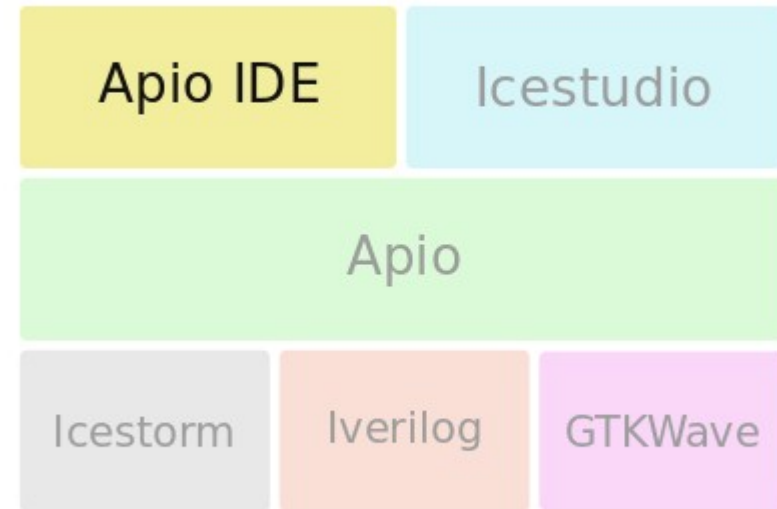 Apio IDE
Icestudio
Apio
Icestorm
Iverilog
GTKWave